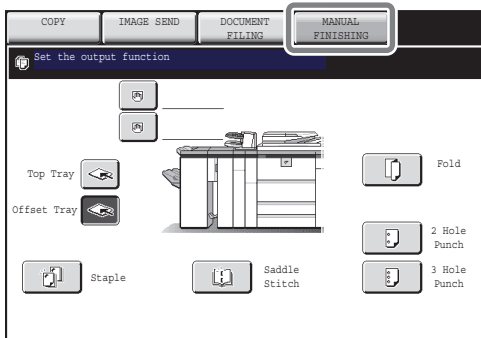 COPY
IMAGE SEND
DOCUMENT
FILING
MANUAL
FINISHING
Set the output function
Top Tray
Fold
Offset Tray
2 Hole
Punch
Staple
Saddle
Stitch
3 Hole
Punch